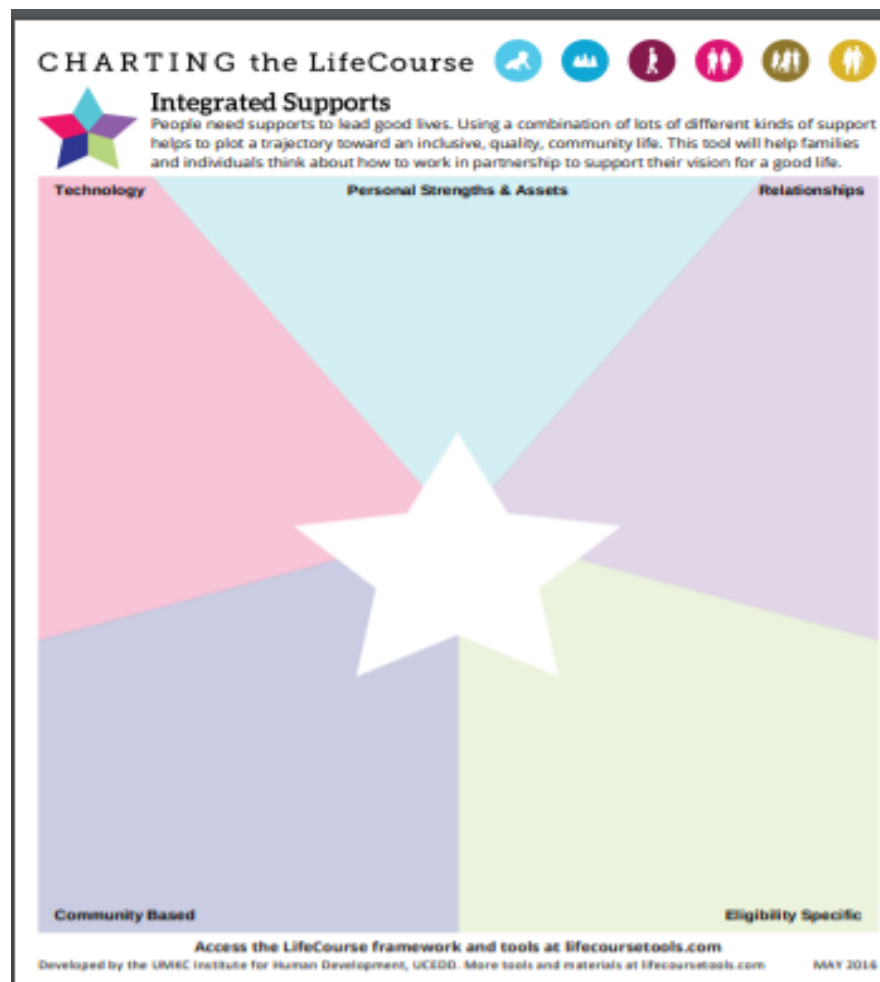 CHARTING the LifeCourse
Integrated Supports
People need supports to lead good lives. Using a combination of lots of different kinds of support
helps to plot a trajectory toward an inclusive, quality, community life. This tool will help families
and individuals think about how to work in partnership to support their vision for a good life.
Technology Personal Strengths & Assets Relationships
Community Based Eligibility Specific
Access the LifeCourse framework and tools at lifecoursetools.com
Developed by the UMKC Institute for Human Development, UCEDD. More tools and materials at lifecoursetools.com MAY 2016